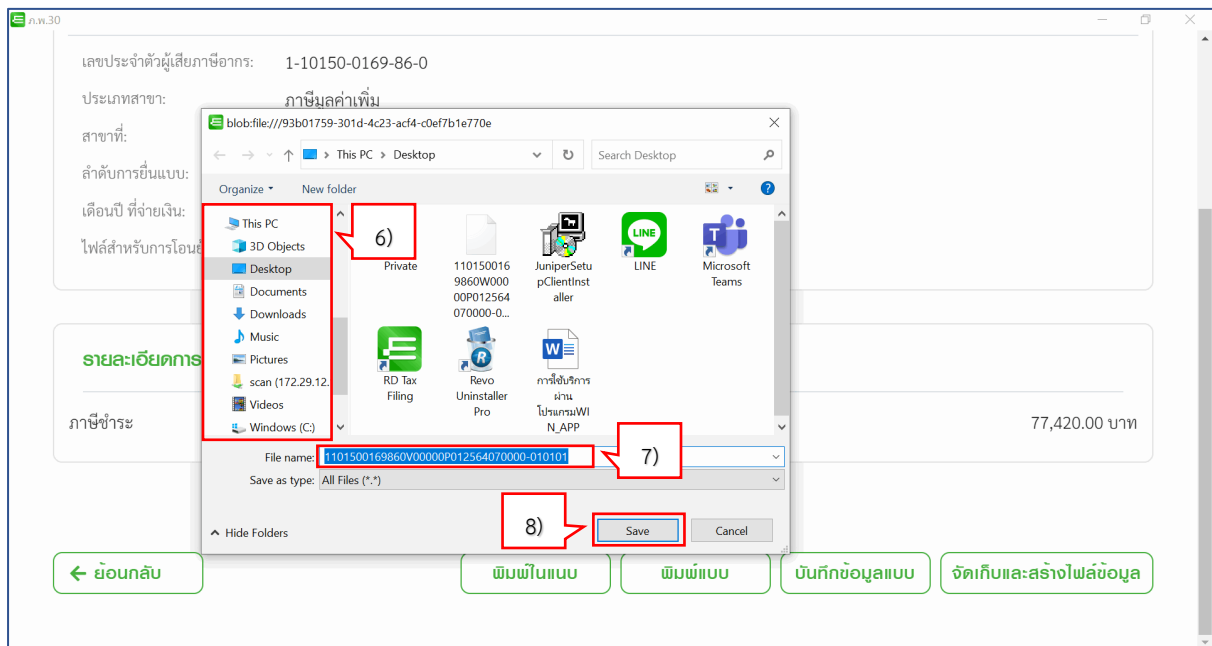 ภ.พ.30
เลขประจำตัวผู้เสียภาษีอากร: 1-10150-0169-86-0
ประเภทสาขา: ภาษีมูลค่าเพิ่ม
สาขาที่:
ลำดับการยื่นแบบ:
เดือนปี ที่จ่ายเงิน:
ไฟล์สำหรับการโอนย้
blob:file:///93b01759-301d-4c23-acf4-c0ef7b1e770e
This PC > Desktop
Search Desktop
Organize
New folder
This PC
3D Objects
Desktop
Documents
Downloads
Music
Pictures
scan (172.29.12.
Videos
Windows (C:)
6)
Private
110150016
9860W000
00P012564
070000-0...
JuniperSetu
pClientInst
aller
LINE
Microsoft
Teams
RD Tax
Filing
Revo
Uninstaller
Pro
การใช้บริการ
ผ่าน
โปรแกรมWI
N_APP
File name: 1101500169860V00000P012564070000-010101
7)
Save as type: All Files (*.*)
Hide Folders
8)
Save
Cancel
รายละเอียดการ
ภาษีชำระ
77,420.00 บาท
ย้อนกลับ
พิมพ์ในแนบ
พิมพ์แบบ
บันทึกข้อมูลแบบ
จัดเก็บและสร้างไฟล์ข้อมูล